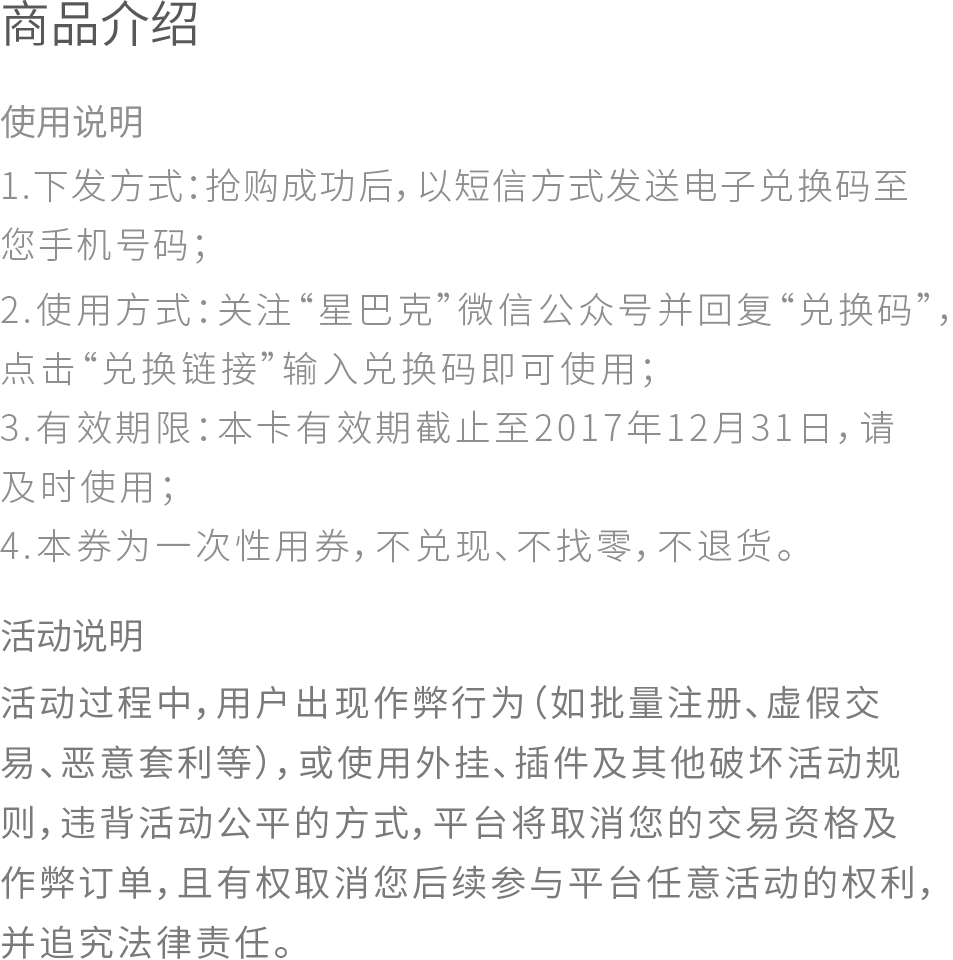 商品介绍
使用说明
1.下发方式：抢购成功后，以短信方式发送电子兑换码至
您手机号码；
2.使用方式：关注“星巴克”微信公众号并回复“兑换码”，
点击“兑换链接”输入兑换码即可使用；
3.有效期限：本卡有效期截止至2017年12月31日，请
及时使用；
4.本券为一次性用券，不兑现、不找零，不退货。
活动说明
活动过程中，用户出现作弊行为（如批量注册、虚假交
易、恶意套利等），或使用外挂、插件及其他破坏活动规
则，违背活动公平的方式，平台将取消您的交易资格及
作弊订单，且有权取消您后续参与平台任意活动的权利，
并追究法律责任。